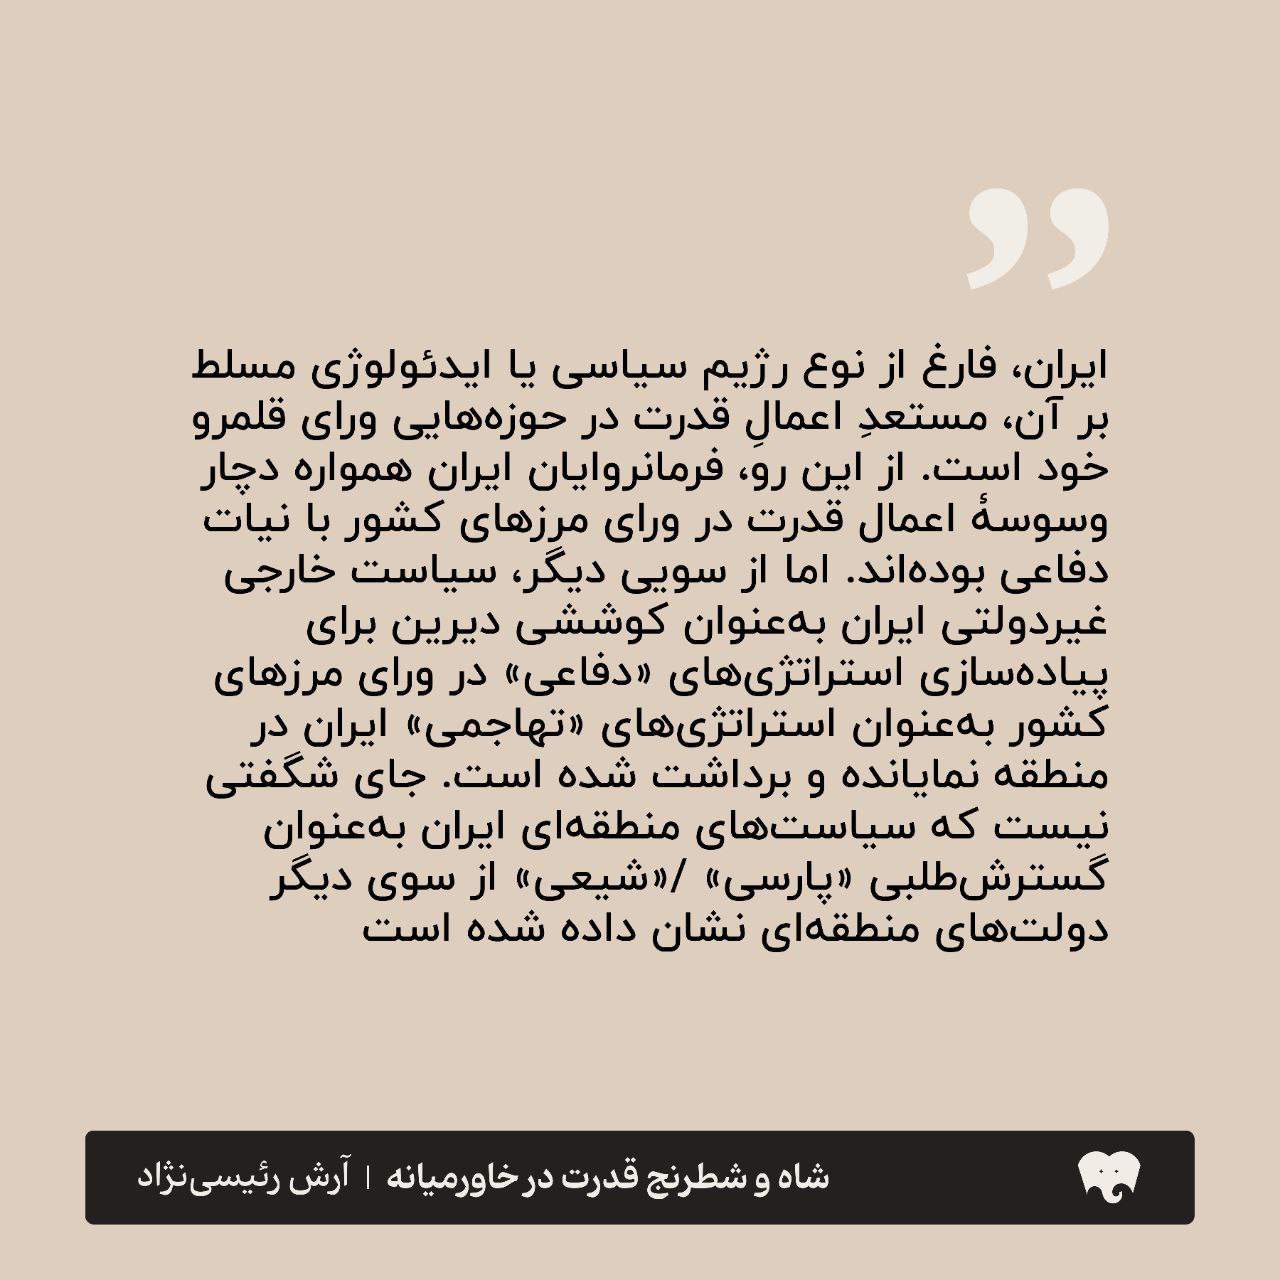 ”
ایران، فارغ از نوع رژیم سیاسی یا ایدئولوژی مسلط
بر آن، مستعدِ اعمالِ قدرت در حوزه‌هایی ورای قلمرو
خود است. از این رو، فرمانروایان ایران همواره دچار
وسوسهٔ اعمال قدرت در ورای مرزهای کشور با نیات
دفاعی بوده‌اند. اما از سویی دیگر، سیاست خارجی
غیردولتی ایران به‌عنوان کوششی دیرین برای
پیاده‌سازی استراتژی‌های «دفاعی» در ورای مرزهای
کشور به‌عنوان استراتژی‌های «تهاجمی» ایران در
منطقه نمایانده و برداشت شده است. جای شگفتی
نیست که سیاست‌های منطقه‌ای ایران به‌عنوان
گسترش‌طلبی «پارسی» /«شیعی» از سوی دیگر
دولت‌های منطقه‌ای نشان داده شده است
شاه و شطرنج قدرت در خاورمیانه | آرش رئیسی‌نژاد